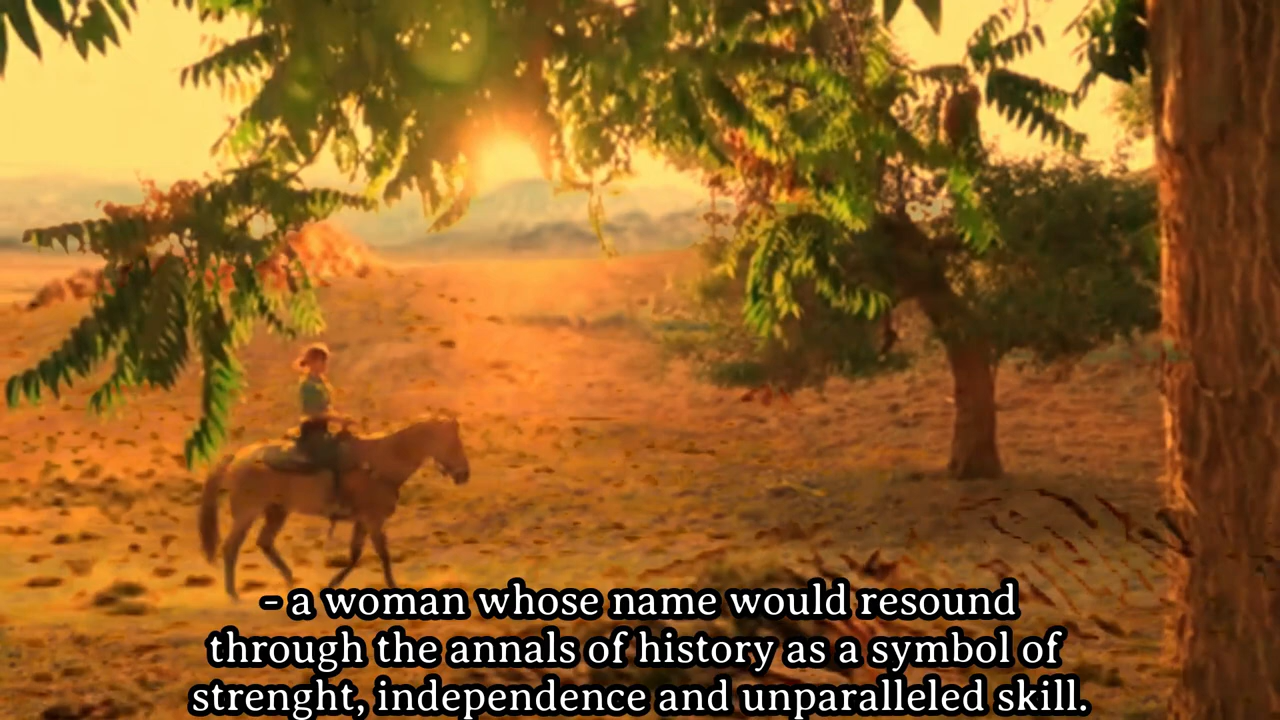 - a woman whose name would resound
through the annals of history as a symbol of
strenght, independence and unparalleled skill.